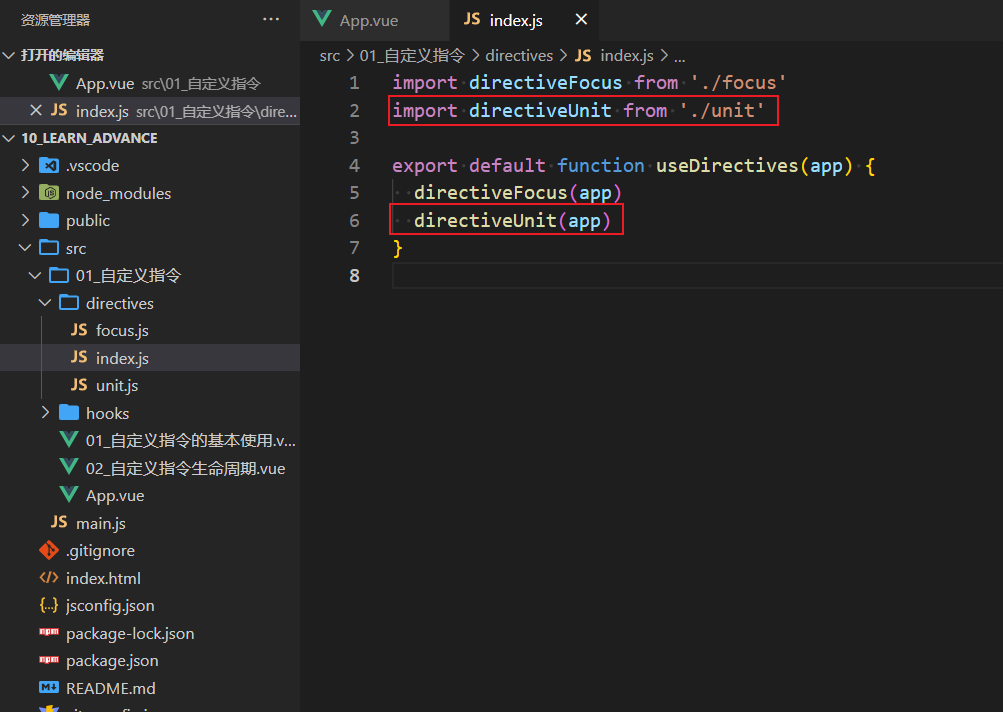 资源管理器
···
打开的编辑器
App.vue src\01_自定义指令
JS index.js src\01_自定义指令\dire...
10_LEARN_ADVANCE
.vscode
node_modules
public
src
01_自定义指令
directives
JS focus.js
JS index.js
JS unit.js
hooks
01_自定义指令的基本使用.v...
02_自定义指令生命周期.vue
App.vue
JS main.js
.gitignore
index.html
{..} jsconfig.json
npm package-lock.json
npm package.json
M README.md
App.vue
JS index.js
src > 01_自定义指令 > directives > JS index.js > ...
1 import directiveFocus from './focus'
2 import directiveUnit from './unit'
3
4 export default function useDirectives(app) {
5 directiveFocus(app)
6 directiveUnit(app)
7 }
8